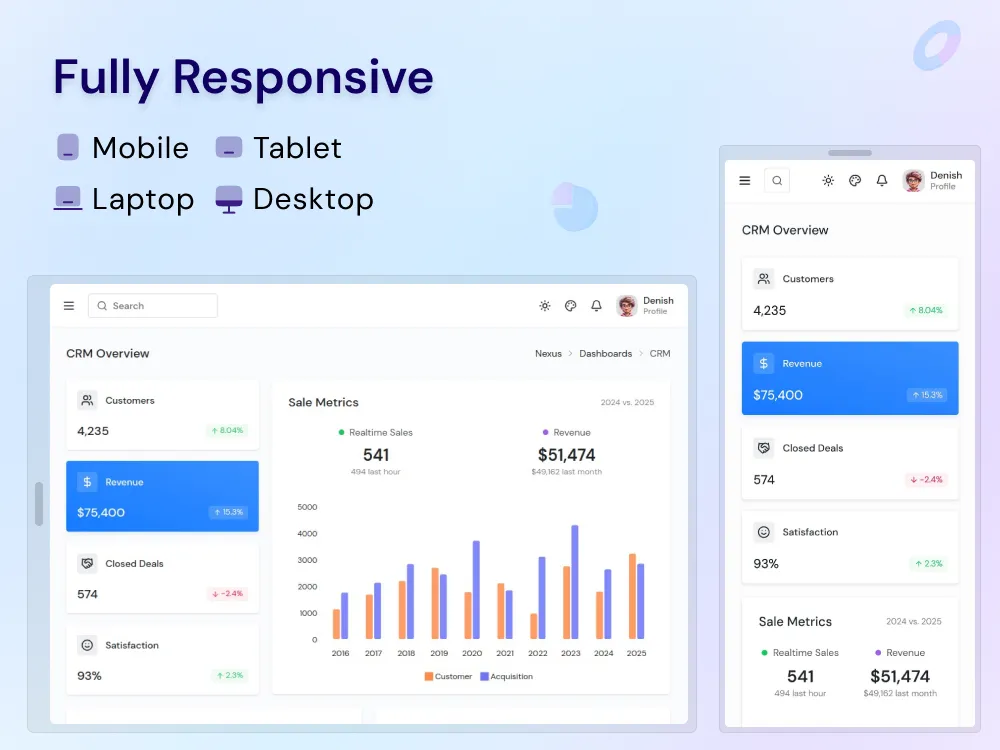 Fully Responsive
Mobile Tablet
Laptop Desktop
Search
Denish
Profile
CRM Overview
Nexus > Dashboards > CRM
Customers
4,235
↑ 8.04%
Revenue
$75,400
↑ 15.3%
Closed Deals
574
↓ -2.4%
Satisfaction
93%
↑ 2.3%
Sale Metrics
2024 vs. 2025
Realtime Sales
541
494 last hour
Revenue
$51,474
$49,162 last month
5000
4000
3000
2000
1000
0
2016 2017 2018 2019 2020 2021 2022 2023 2024 2025
Customer Acquisition
Denish
Profile
CRM Overview
Customers
4,235
↑ 8.04%
Revenue
$75,400
↑ 15.3%
Closed Deals
574
↓ -2.4%
Satisfaction
93%
↑ 2.3%
Sale Metrics
2024 vs. 2025
Realtime Sales
541
494 last hour
Revenue
$51,474
$49,162 last month